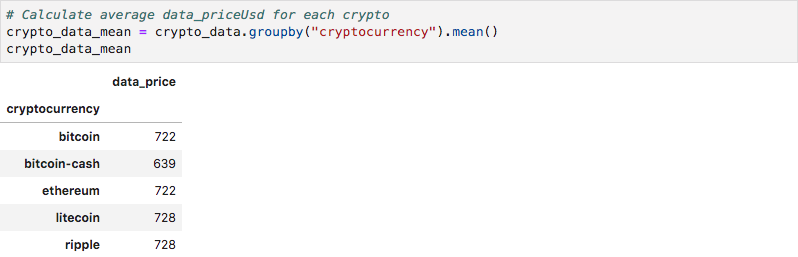 # Calculate average data_priceUsd for each crypto
crypto_data_mean = crypto_data.groupby("cryptocurrency").mean()
crypto_data_mean
data_price
cryptocurrency
bitcoin 722
bitcoin-cash 639
ethereum 722
litecoin 728
ripple 728